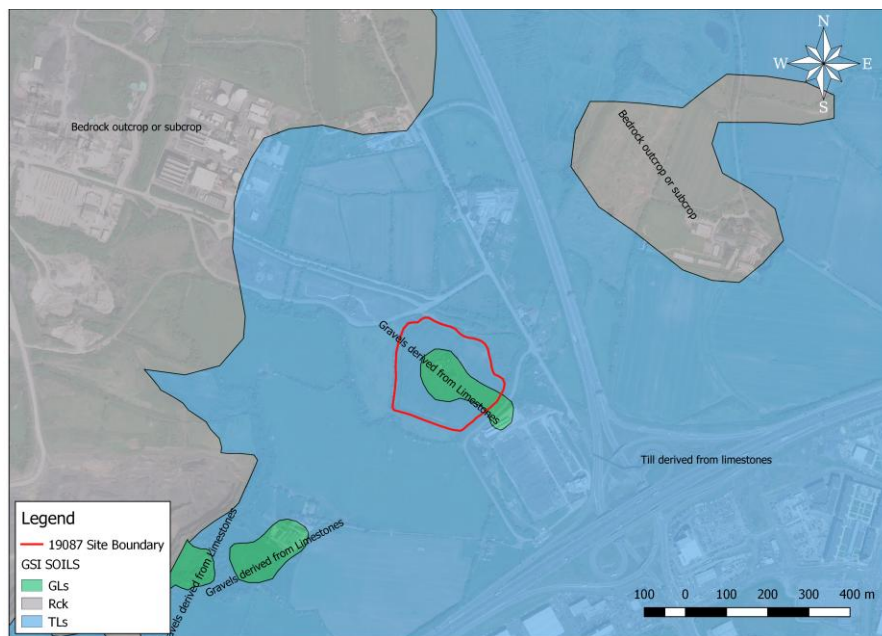 N
W E
S
Bedrock outcrop or subcrop
Bedrock outcrop or subcrop
Gravels derived from Limestones
Till derived from limestones
Gravels derived from Limestones
derived from Limestones
Legend
19087 Site Boundary
GSI SOILS
GLs
Rck
TLs
100 0 100 200 300 400 m